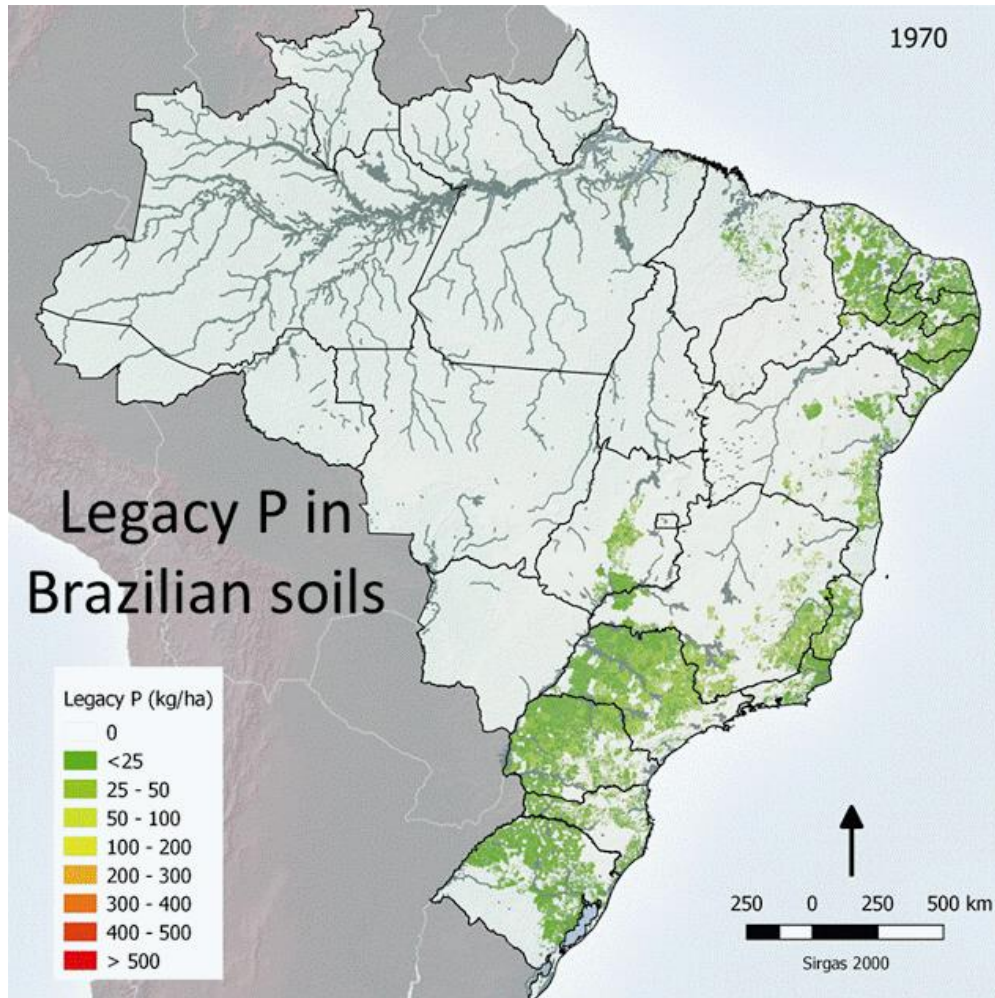 1970
Legacy P in
Brazilian soils
Legacy P (kg/ha)
0
<25
25 - 50
50 - 100
100 - 200
200 - 300
300 - 400
400 - 500
> 500
250 0 250 500 km
Sirgas 2000